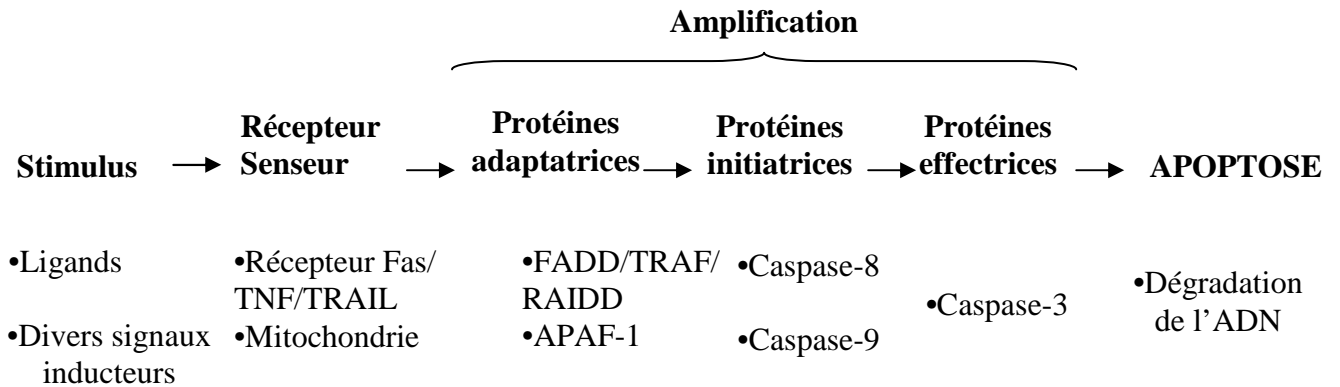 Amplification
Stimulus
Récepteur
Senseur
Protéines
adaptatrices
Protéines
initiatrices
Protéines
effectrices
APOPTOSE
•Ligands
•Divers signaux
inducteurs
•Récepteur Fas/
TNF/TRAIL
•Mitochondrie
•FADD/TRAF/
RAIDD
•APAF-1
•Caspase-8
•Caspase-9
•Caspase-3
•Dégradation
de l’ADN